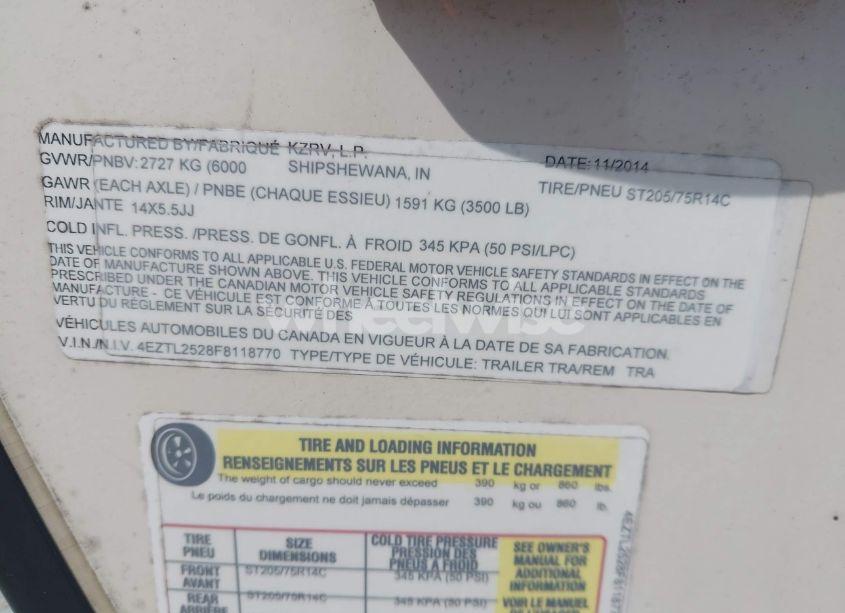 MANUFACTURED BY/FABRIQUÉ KZRV, L.P. DATE: 11/2014
GVWR/PNBV: 2727 KG (6000 SHIPSHEWANA, IN
GAWR (EACH AXLE) / PNBE (CHAQUE ESSIEU) 1591 KG (3500 LB) TIRE/PNEU ST205/75R14C
RIM/JANTE 14X5.5JJ
COLD INFL. PRESS. /PRESS. DE GONFL. À FROID 345 KPA (50 PSI/LPC)
THIS VEHICLE CONFORMS TO ALL APPLICABLE U.S. FEDERAL MOTOR VEHICLE SAFETY STANDARDS IN EFFECT ON THE
DATE OF MANUFACTURE SHOWN ABOVE. THIS VEHICLE CONFORMS TO ALL APPLICABLE STANDARDS
PRESCRIBED UNDER THE CANADIAN MOTOR VEHICLE SAFETY REGULATIONS IN EFFECT ON THE DATE OF
MANUFACTURE - CE VÉHICULE EST CONFORME À TOUTES LES NORMES QUI LUI SONT APPLICABLES EN
VERTU DU RÉGLEMENT SUR LA SÉCURITÉ DES
VÉHICULES AUTOMOBILES DU CANADA EN VIGUEUR À LA DATE DE SA FABRICATION.
V.I.N./N.I.V. 4EZTL2528F8118770 TYPE/TYPE DE VÉHICULE: TRAILER TRA/REM TRA
wheelwise
TIRE AND LOADING INFORMATION
RENSEIGNEMENTS SUR LES PNEUS ET LE CHARGEMENT
The weight of cargo should never exceed 390 kg or 860 lbs.
Le poids du chargement ne doit jamais dépasser 390 kg ou 860 lb.
TIRE SIZE COLD TIRE PRESSURE
PNEU DIMENSIONS PRESSION DES PNEUS À FROID
FRONT AVANT ST205/75R14C 345 KPA (50 PSI)
REAR ARRIÈRE ST205/75R14C 345 KPA (50 PSI)
SEE OWNER'S
MANUAL FOR
ADDITIONAL
INFORMATION
VOIR LE MANUEL